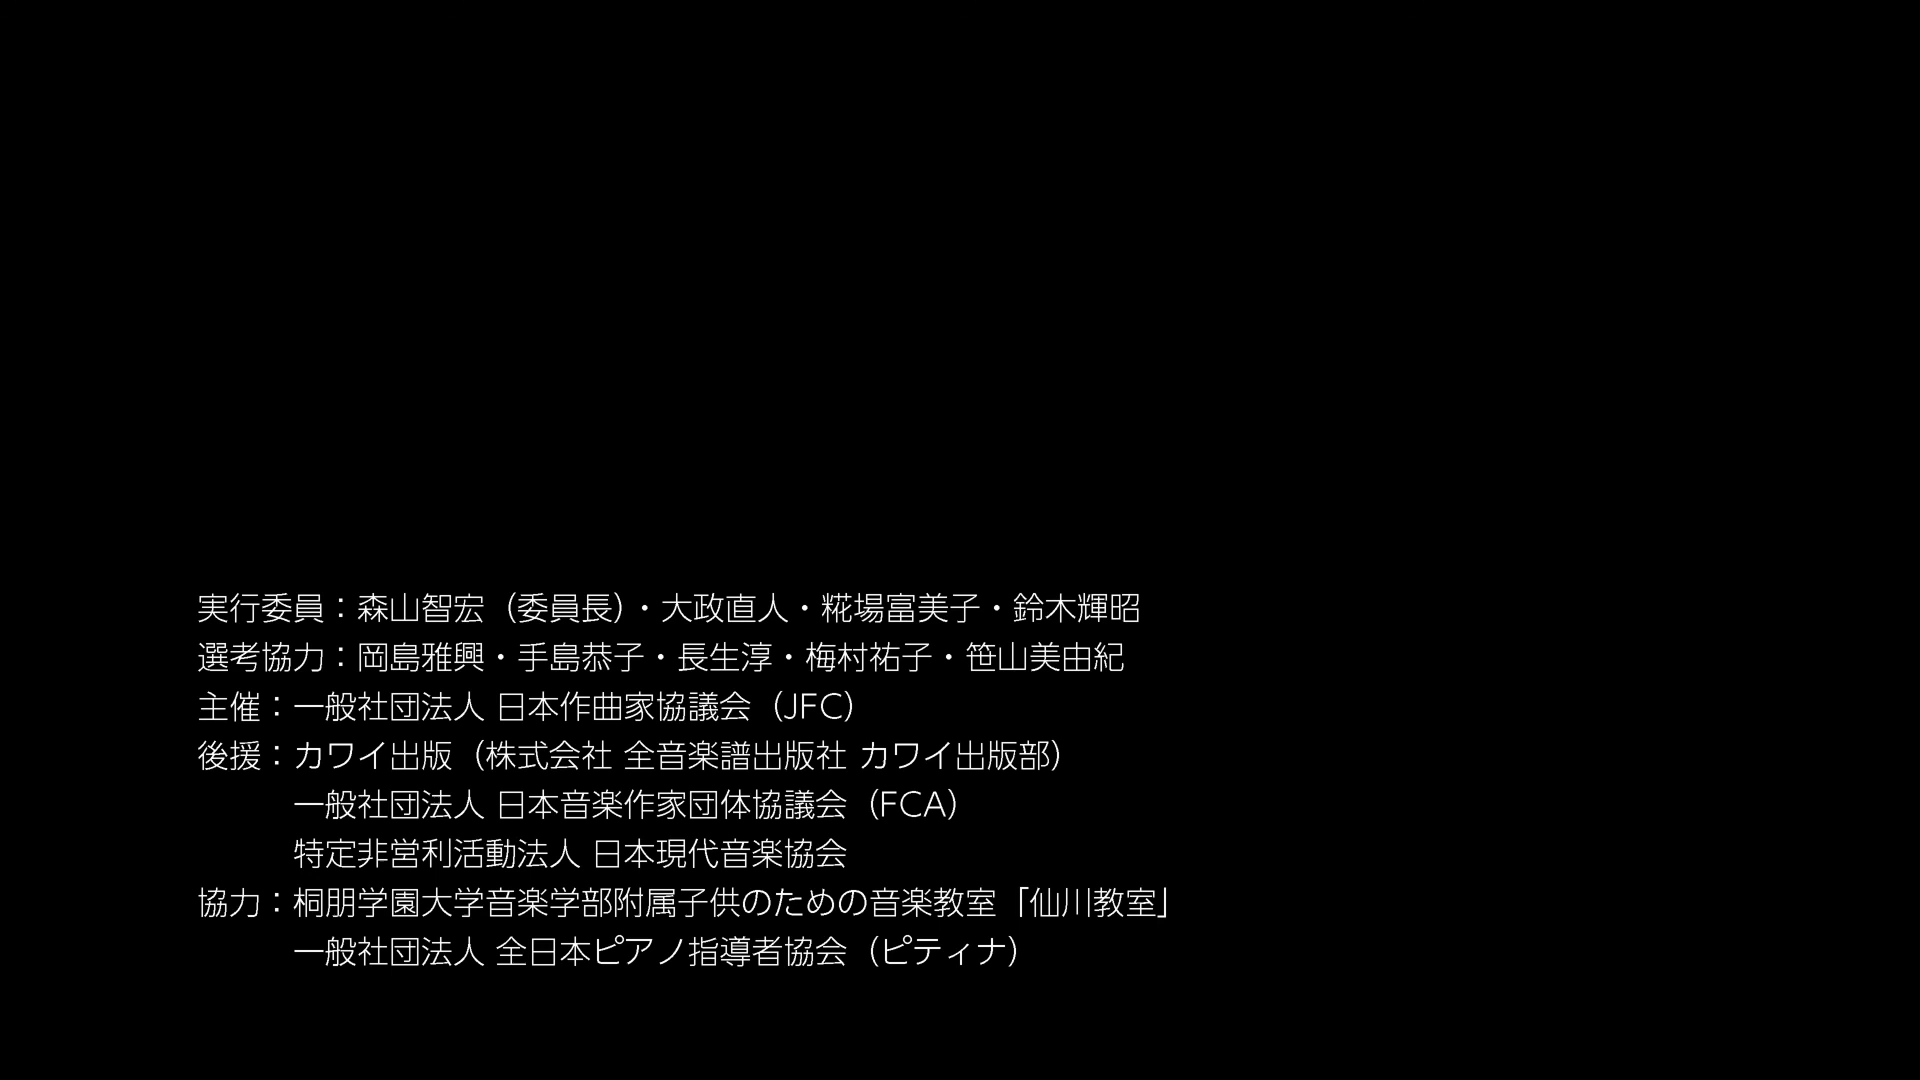 実行委員：森山智宏（委員長）・大政直人・糀場富美子・鈴木輝昭
選考協力：岡島雅興・手島恭子・長生淳・梅村祐子・笹山美由紀
主催：一般社団法人 日本作曲家協議会（JFC）
後援：カワイ出版（株式会社 全音楽譜出版社 カワイ出版部）
一般社団法人 日本音楽作家団体協議会（FCA）
特定非営利活動法人 日本現代音楽協会
協力：桐朋学園大学音楽学部附属子供のための音楽教室「仙川教室」
一般社団法人 全日本ピアノ指導者協会（ピティナ）